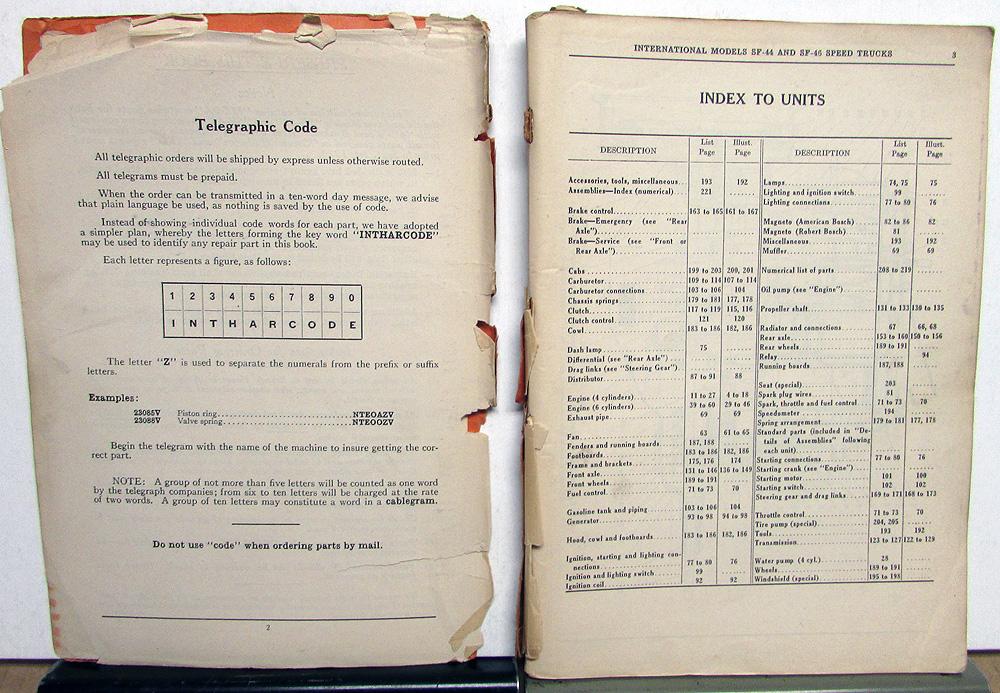 Telegraphic Code
All telegraphic orders will be shipped by express unless otherwise routed.
All telegrams must be prepaid.
When the order can be transmitted in a ten-word day message, we advise
that plain language be used, as nothing is saved by the use of code.
Instead of showing individual code words for each part, we have adopted
a simpler plan, whereby the letters forming the key word "INTHARCODE"
may be used to identify any repair part in this book.
Each letter represents a figure, as follows:
1 2 3 4 5 6 7 8 9 0
I N T H A R C O D E
The letter "Z" is used to separate the numerals from the prefix or suffix
letters.
Examples:
23085V Piston ring NTEOAZV
23088V Valve spring NTEOOZV
Begin the telegram with the name of the machine to insure getting the cor-
rect part.
NOTE: A group of not more than five letters will be counted as one word
by the telegraph companies; from six to ten letters will be charged at the rate
of two words. A group of ten letters may constitute a word in a cablegram.
Do not use "code" when ordering parts by mail.
2
INTERNATIONAL MODELS SF-44 AND SF-46 SPEED TRUCKS 3
INDEX TO UNITS
DESCRIPTION List Page Illust. Page
Accessories, tools, miscellaneous 193 192
Assemblies—Index (numerical) 221
Brake control 163 to 165 161 to 167
Brake—Emergency (see "Rear
Axle")
Brake—Service (see "Front or
Rear Axle")
Cabs 199 to 203 200, 201
Carburetor 109 to 114 107 to 114
Carburetor connections 103 to 106 104
Chassis springs 179 to 181 177, 178
Clutch 117 to 119 115, 116
Clutch control 121 120
Cowl 183 to 186 182, 186
Dash lamp 75
Differential (see "Rear Axle")
Drag links (see "Steering Gear")
Distributor 87 to 91 88
Engine (4 cylinders) 11 to 27 4 to 18
Engine (6 cylinders) 39 to 60 29 to 46
Exhaust pipe 69 69
Fan 63 61 to 65
Fenders and running boards 187, 188
Footboards 183 to 186 182, 186
Frame and brackets 175, 176 174
Front axle 131 to 146 136 to 149
Front wheels 189 to 191
Fuel control 71 to 73 70
Gasoline tank and piping 103 to 106 104
Generator 93 to 98 94 to 98
Hood, cowl and footboards 183 to 186 182, 186
Ignition, starting and lighting con-
nections 77 to 80 76
Ignition and lighting switch 99
Ignition coil 92 92
DESCRIPTION List Page Illust. Page
Lamps 74, 75 75
Lighting and ignition switch 99
Lighting connections 77 to 80 76
Magneto (American Bosch) 82 to 86 82
Magneto (Robert Bosch) 81
Miscellaneous 193 192
Muffler 69 69
Numerical list of parts 208 to 219
Oil pump (see "Engine")
Propeller shaft 131 to 133 130 to 135
Radiator and connections 67 66, 68
Rear axle 153 to 160 150 to 156
Rear wheels 189 to 191
Relay 94
Running boards 187, 188
Seat (special) 203
Spark plug wires 81
Spark, throttle and fuel control 71 to 73 70
Speedometer 194
Spring arrangement 179 to 181 177, 178
Standard parts (included in "De-
tails of Assemblies" following
each unit)
Starting connections 77 to 80 76
Starting crank (see "Engine")
Starting motor 101 100
Starting switch 102 102
Steering gear and drag links 169 to 171 168 to 173
Throttle control 71 to 73 70
Tire pump (special) 204, 205
Tools 193 192
Transmission 123 to 127 122 to 129
Water pump (4 cyl.) 28
Wheels 189 to 191
Windshield (special) 195 to 198